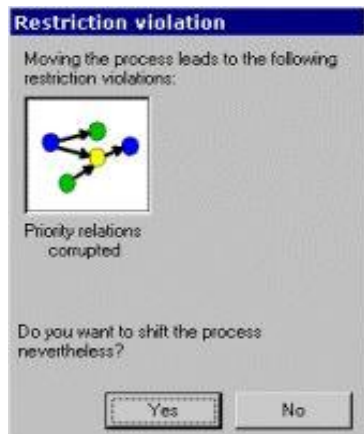 Restriction violation
Moving the process leads to the following
restriction violations:
Priority relations
corrupted
Do you want to shift the process
nevertheless?
Yes
No